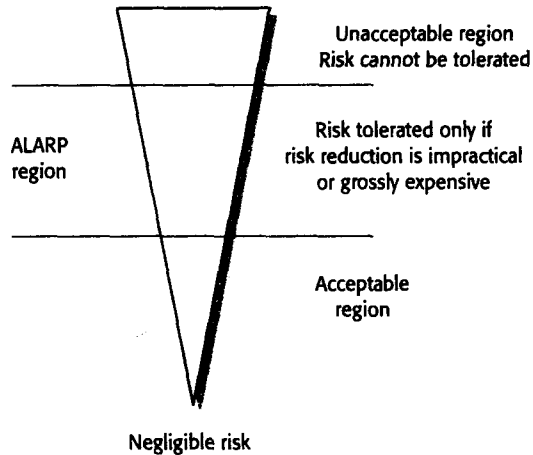 Unacceptable region
Risk cannot be tolerated
ALARP
region
Risk tolerated only if
risk reduction is impractical
or grossly expensive
Acceptable
region
Negligible risk